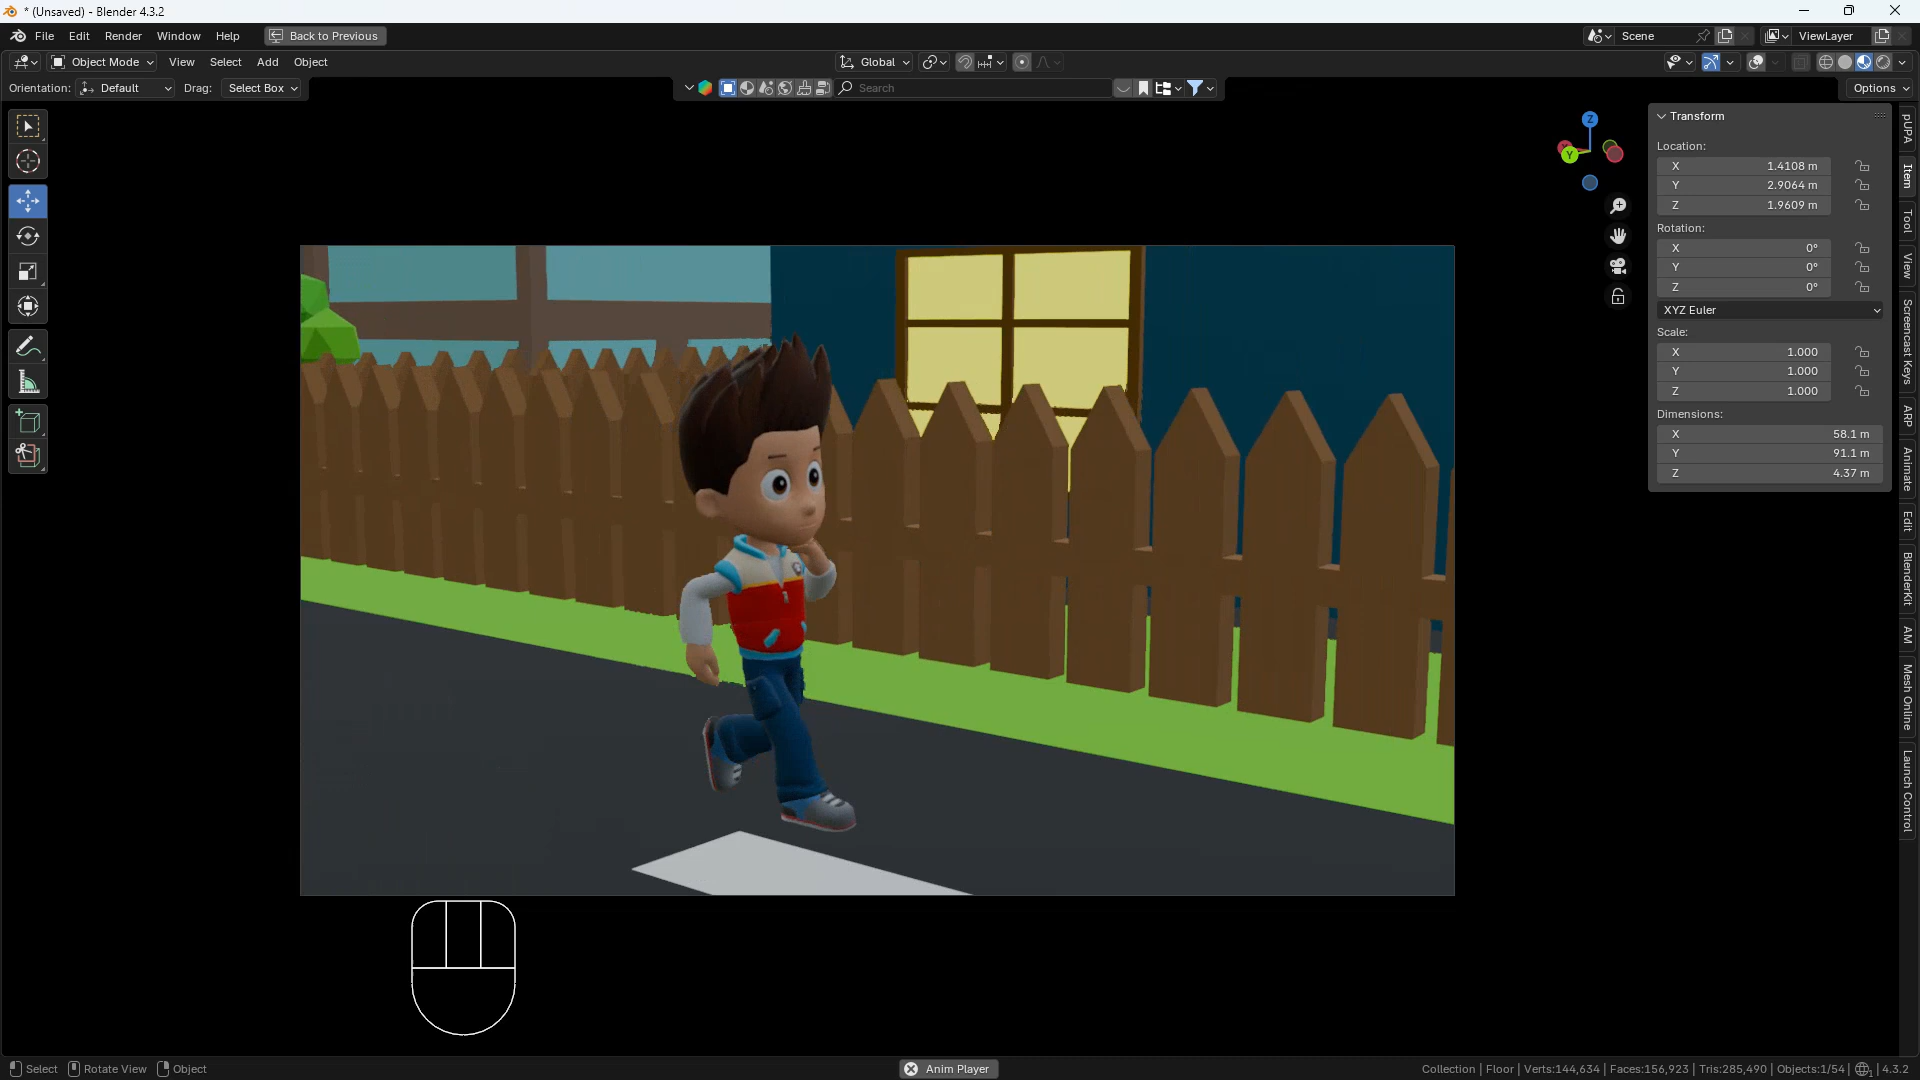 * (Unsaved) - Blender 4.3.2
File Edit Render Window Help Back to Previous Scene ViewLayer
Object Mode View Select Add Object Global
Orientation: Default Drag: Select Box Search Options
Transform
Location:
X 1.4108 m
Y 2.9064 m
Z 1.9609 m
Rotation:
X 0°
Y 0°
Z 0°
XYZ Euler
Scale:
X 1.000
Y 1.000
Z 1.000
Dimensions:
X 58.1 m
Y 91.1 m
Z 4.37 m
Z
Y
pUPA
Item
Tool
View
Screencast Keys
ARP
Animate
Edit
BlenderKit
AM
Mesh Online
Launch Control
Select Rotate View Object Anim Player Collection | Floor | Verts:144,634 | Faces:156,923 | Tris:285,490 | Objects:1/54 | 4.3.2